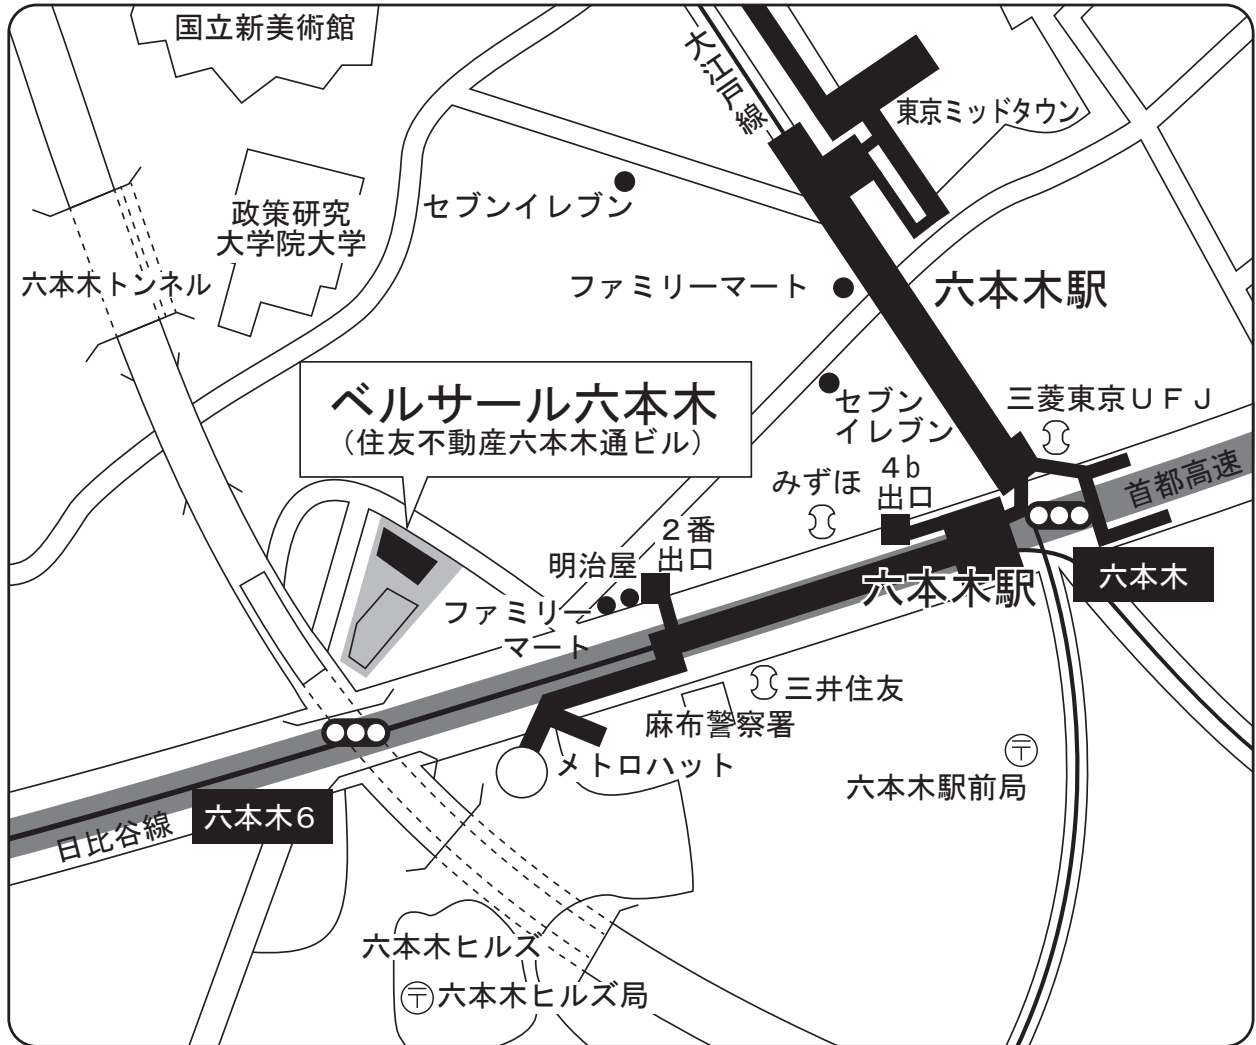 国立新美術館
大江戸線
東京ミッドタウン
セブンイレブン
政策研究
大学院大学
六本木トンネル
ファミリーマート
六本木駅
ベルサール六本木
（住友不動産六本木通ビル）
セブン
イレブン
三菱東京ＵＦＪ
みずほ
4b
出口
首都高速
２番
出口
明治屋
ファミリー
マート
六本木駅
六本木
三井住友
麻布警察署
メトロハット
〒
六本木駅前局
六本木6
日比谷線
六本木ヒルズ
〒六本木ヒルズ局